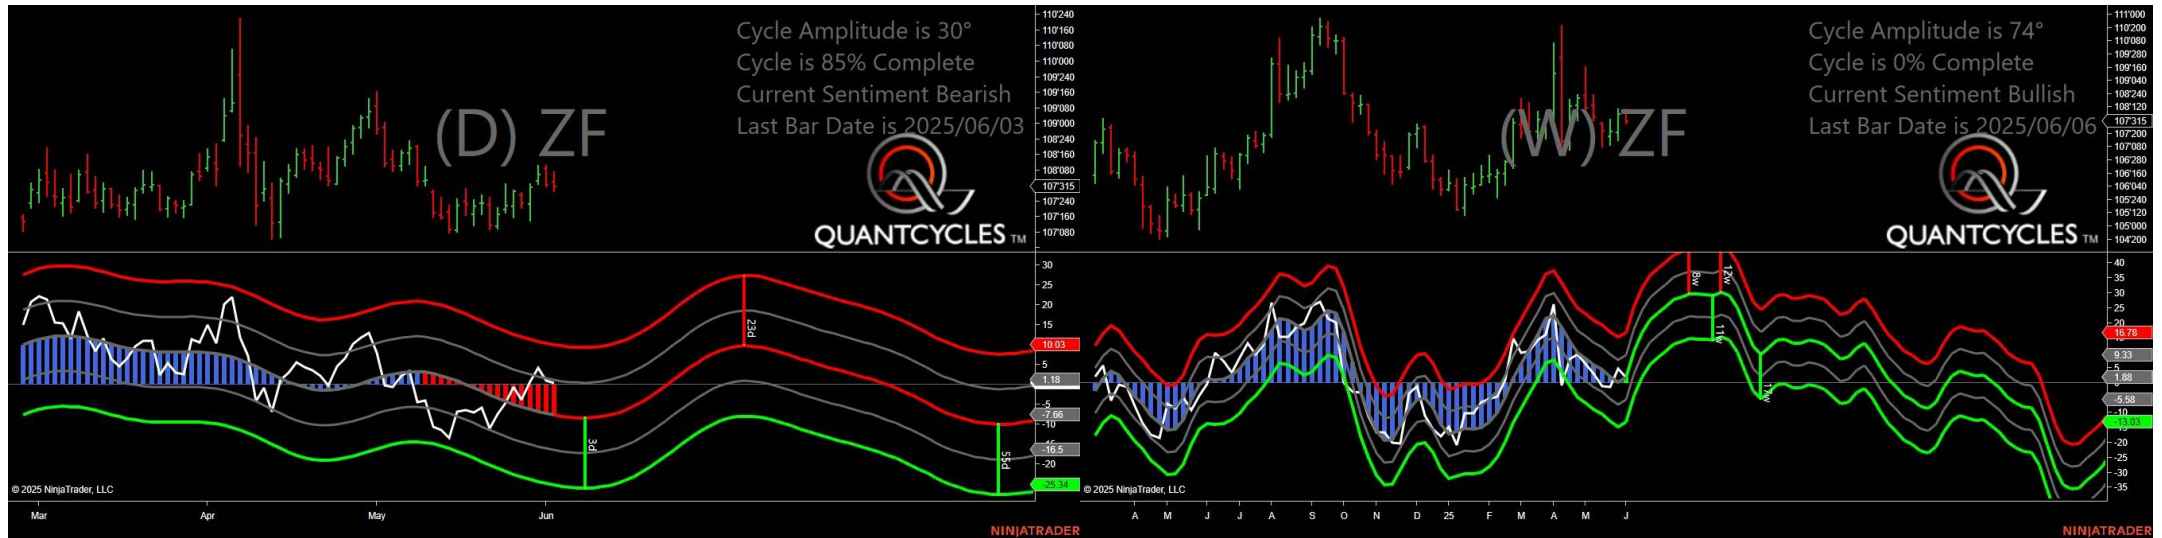 Cycle Amplitude is 30°
Cycle is 85% Complete
Current Sentiment Bearish
Last Bar Date is 2025/06/03
(D) ZF
QUANTCYCLES TM
110'240
110'160
110'080
110'000
109'240
109'160
109'080
109'000
108'240
108'160
108'080
107'315
107'240
107'160
107'080
30
25
20
15
10.03
5
1.18
-5
-7.66
-10
-16.5
-20
-25.34
23d
3d
55d
© 2025 NinjaTrader, LLC
Mar Apr May Jun
NINJATRADER
Cycle Amplitude is 74°
Cycle is 0% Complete
Current Sentiment Bullish
Last Bar Date is 2025/06/06
(W) ZF
QUANTCYCLES TM
111'000
110'200
110'080
109'280
109'160
109'040
108'240
108'120
107'315
107'200
107'080
106'280
106'160
106'040
105'240
105'120
105'000
104'200
40
35
30
25
20
16.78
9.33
5
1.88
-5.58
-10
-13.03
-20
-25
-30
-35
8w
12w
11w
17w
© 2025 NinjaTrader, LLC
A M J J A S O N D 25 F M A M J
NINJATRADER